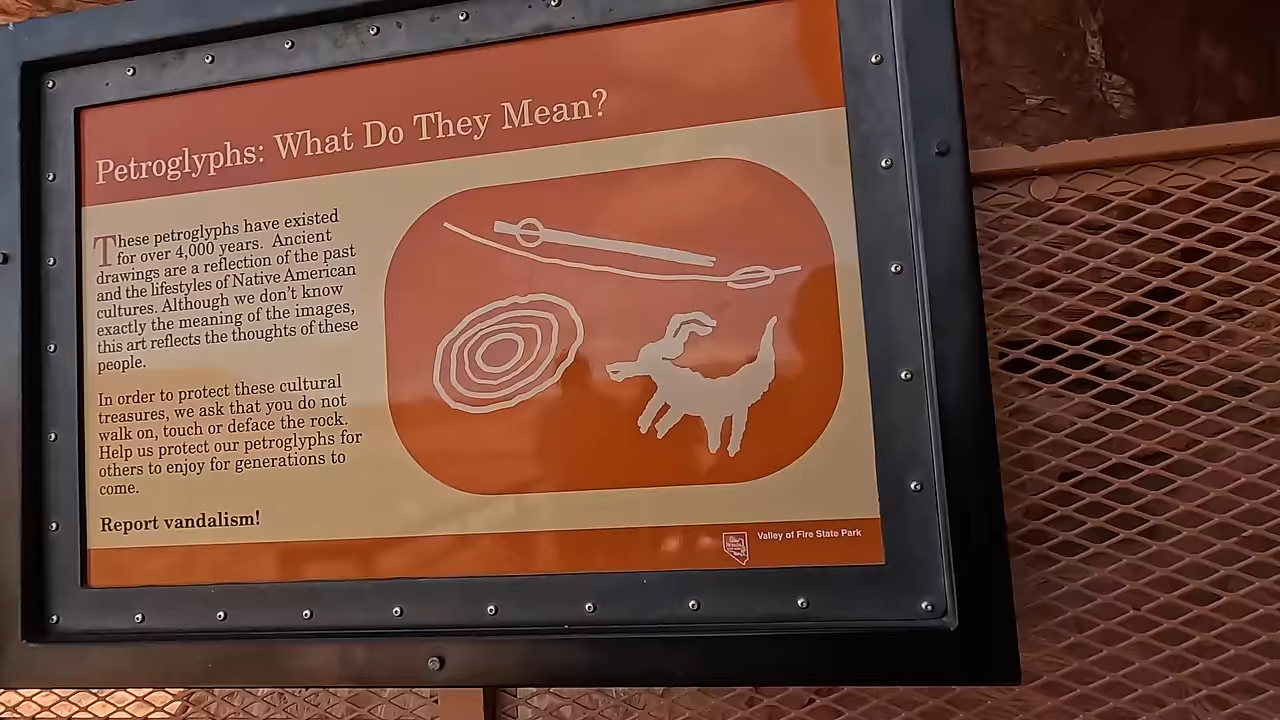 Petroglyphs: What Do They Mean?
These petroglyphs have existed
for over 4,000 years. Ancient
drawings are a reflection of the past
and the lifestyles of Native American
cultures. Although we don't know
exactly the meaning of the images,
this art reflects the thoughts of these
people.
In order to protect these cultural
treasures, we ask that you do not
walk on, touch or deface the rock.
Help us protect our petroglyphs for
others to enjoy for generations to
come.
Report vandalism!
Valley of Fire State Park